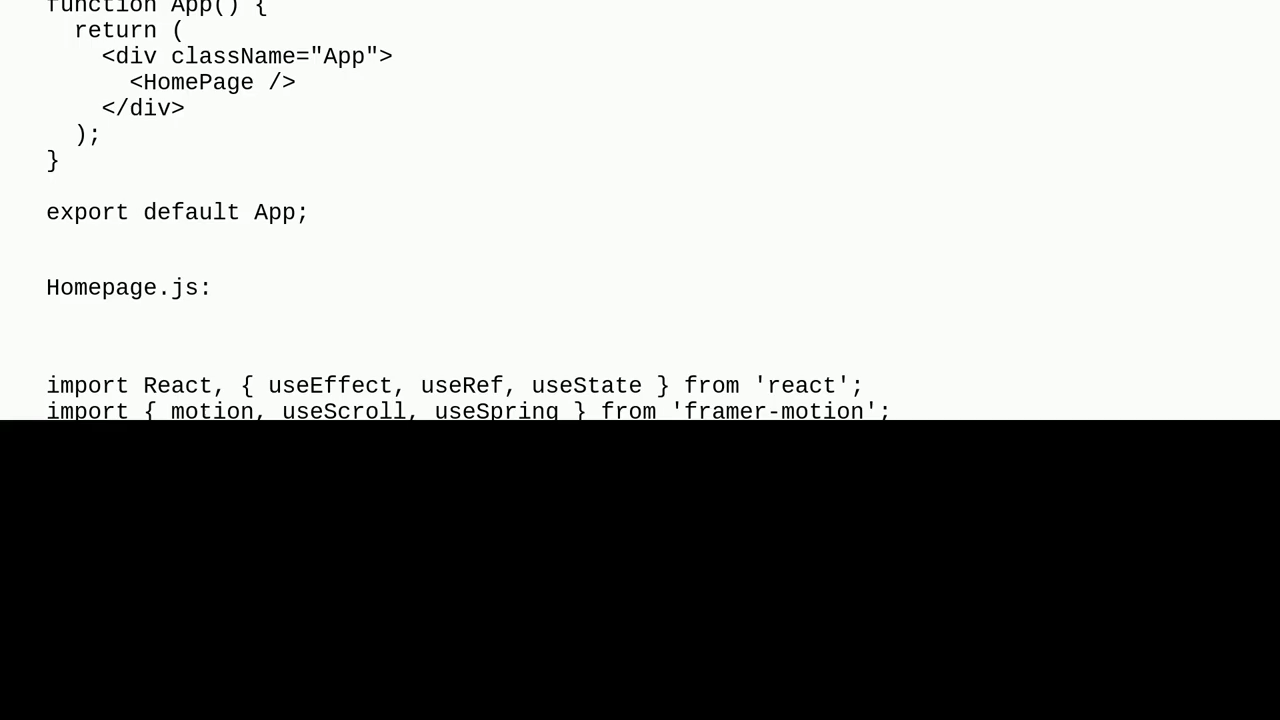 function App() {
  return (
    <div className="App">
      <HomePage />
    </div>
  );
}

export default App;

Homepage.js:

import React, { useEffect, useRef, useState } from 'react';
import { motion, useScroll, useSpring } from 'framer-motion';